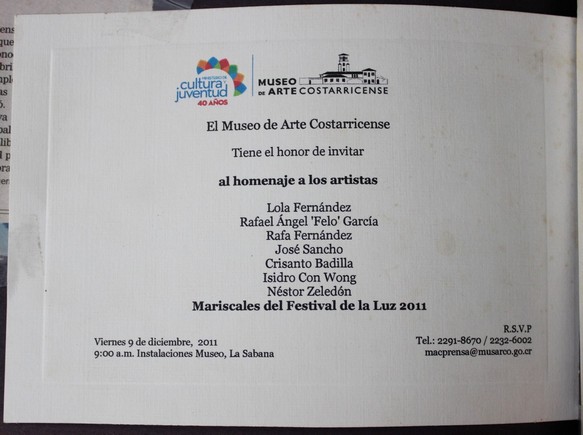 MINISTERIO DE
cultura
juventud
40 AÑOS
MUSEO
DE ARTE COSTARRICENSE
El Museo de Arte Costarricense
Tiene el honor de invitar
al homenaje a los artistas
Lola Fernández
Rafael Ángel 'Felo' García
Rafa Fernández
José Sancho
Crisanto Badilla
Isidro Con Wong
Néstor Zeledón
Mariscales del Festival de la Luz 2011
Viernes 9 de diciembre, 2011
9:00 a.m. Instalaciones Museo, La Sabana
R.S.V.P
Tel.: 2291-8670 / 2232-6002
macprensa@musarco.go.cr